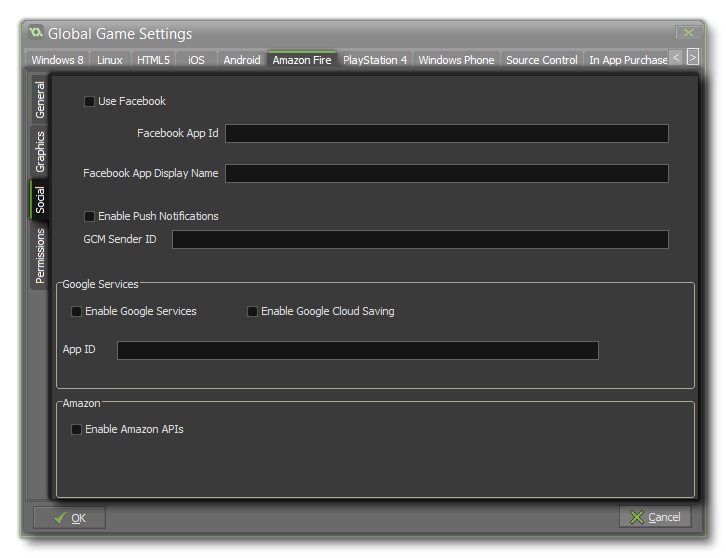 Global Game Settings
Windows 8 Linux HTML5 iOS Android Amazon Fire PlayStation 4 Windows Phone Source Control In App Purchase < >
General
Graphics
Social
Permissions
Use Facebook
Facebook App Id
Facebook App Display Name
Enable Push Notifications
GCM Sender ID
Google Services
Enable Google Services Enable Google Cloud Saving
App ID
Amazon
Enable Amazon APIs
OK Cancel